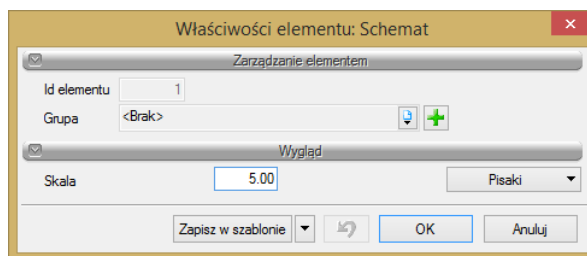 Właściwości elementu: Schemat
Zarządzanie elementem
Id elementu 1
Grupa <Brak>
Wygląd
Skala 5.00 Pisaki
Zapisz w szablonie OK Anuluj